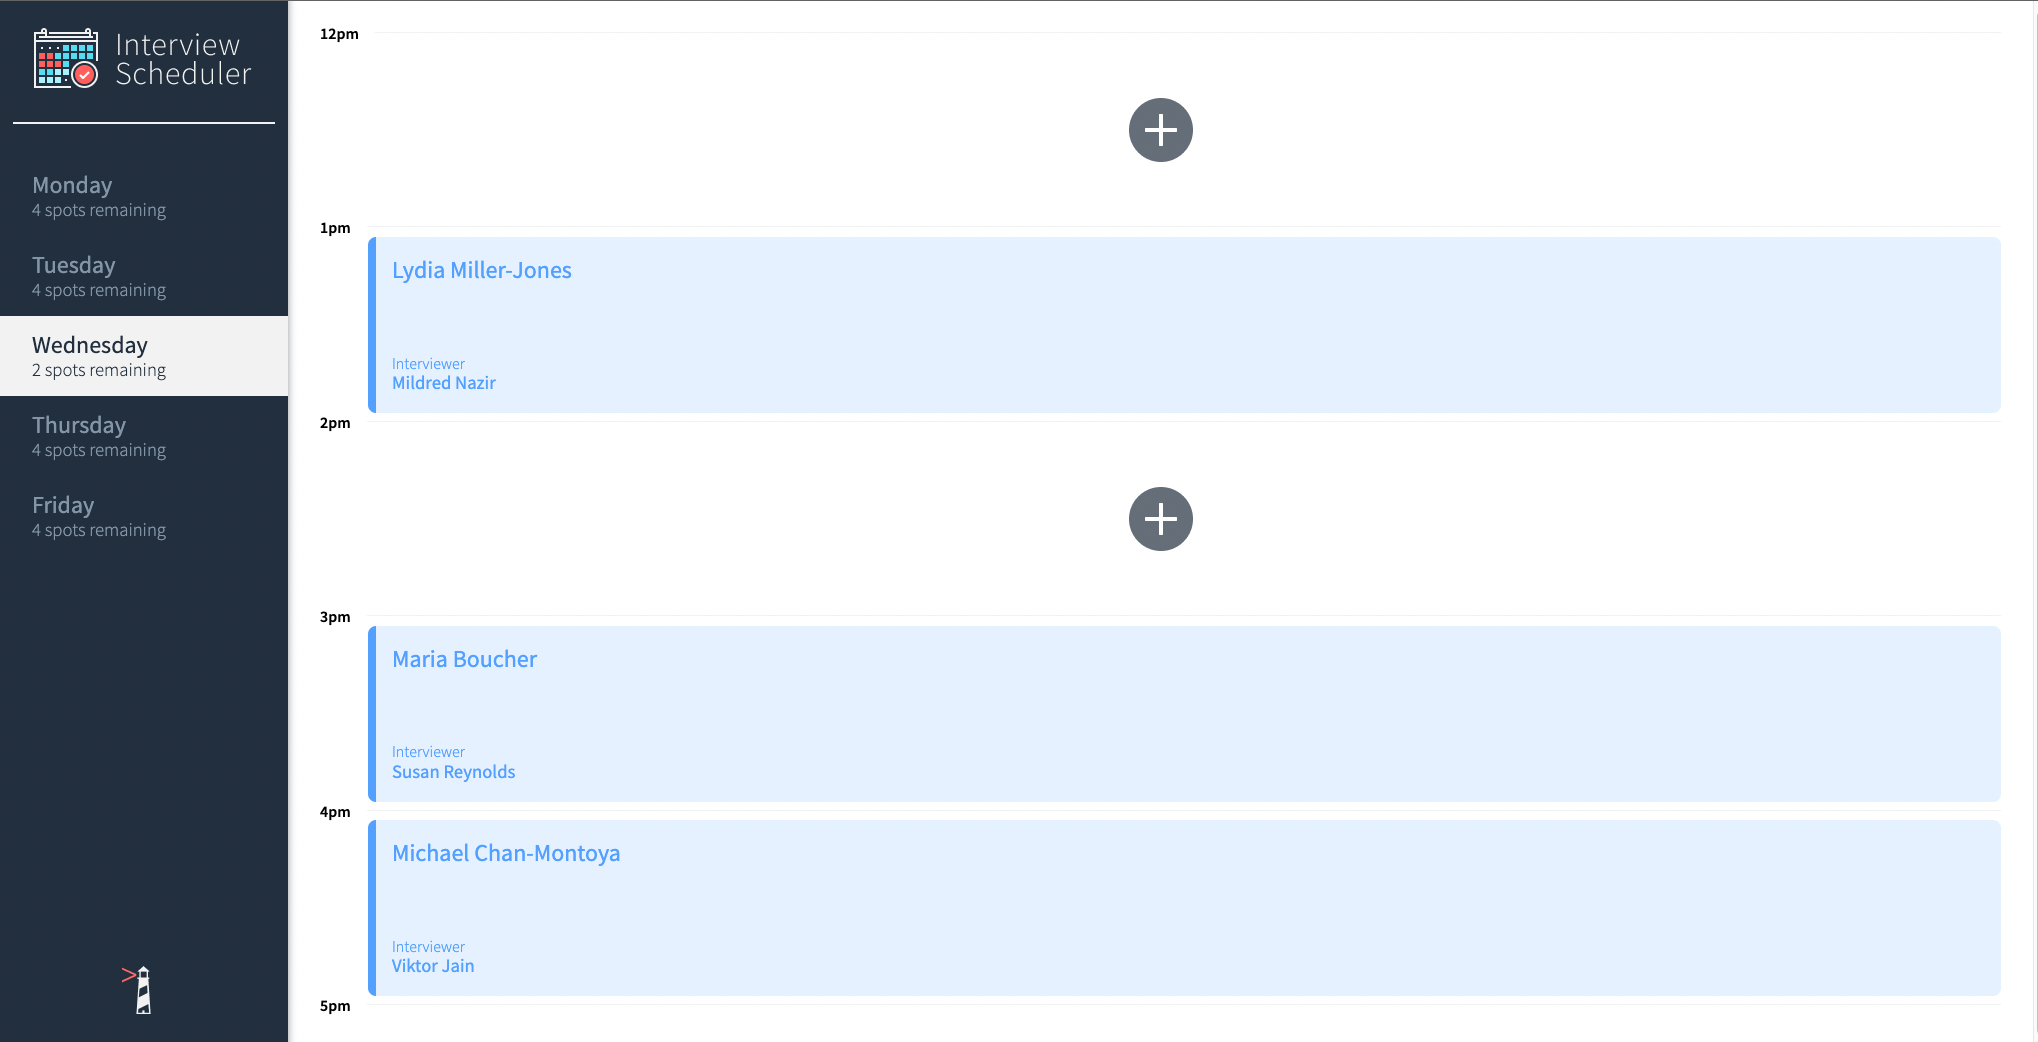 Interview
Scheduler
Monday
4 spots remaining
Tuesday
4 spots remaining
Wednesday
2 spots remaining
Thursday
4 spots remaining
Friday
4 spots remaining
12pm
1pm
Lydia Miller-Jones
Interviewer
Mildred Nazir
2pm
3pm
Maria Boucher
Interviewer
Susan Reynolds
4pm
Michael Chan-Montoya
Interviewer
Viktor Jain
5pm